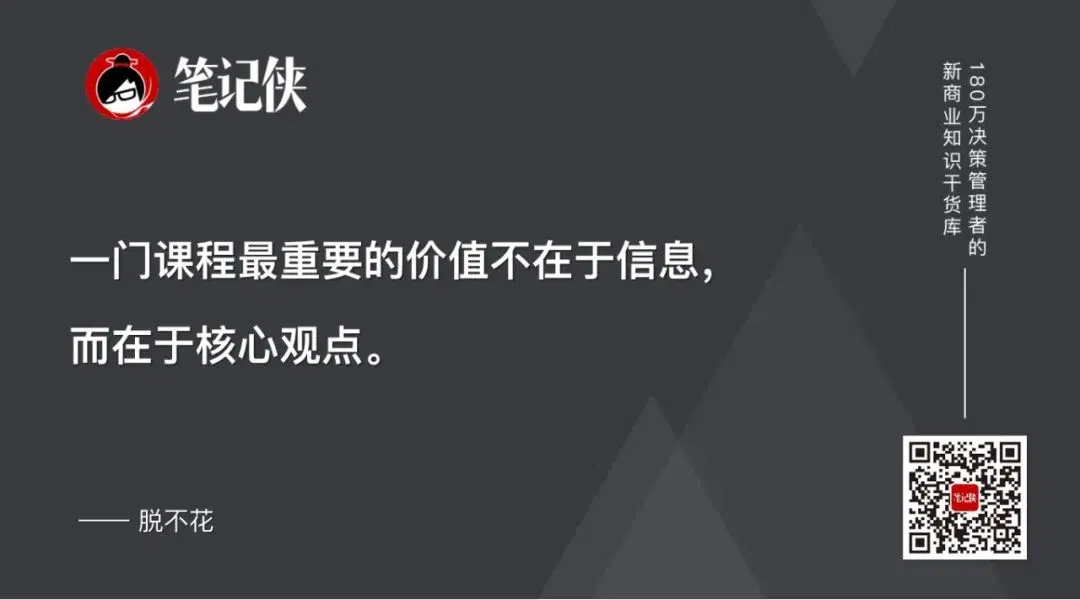 笔记侠
180万决策管理者的
新商业知识干货库
一门课程最重要的价值不在于信息，
而在于核心观点。
—— 脱不花
笔记侠